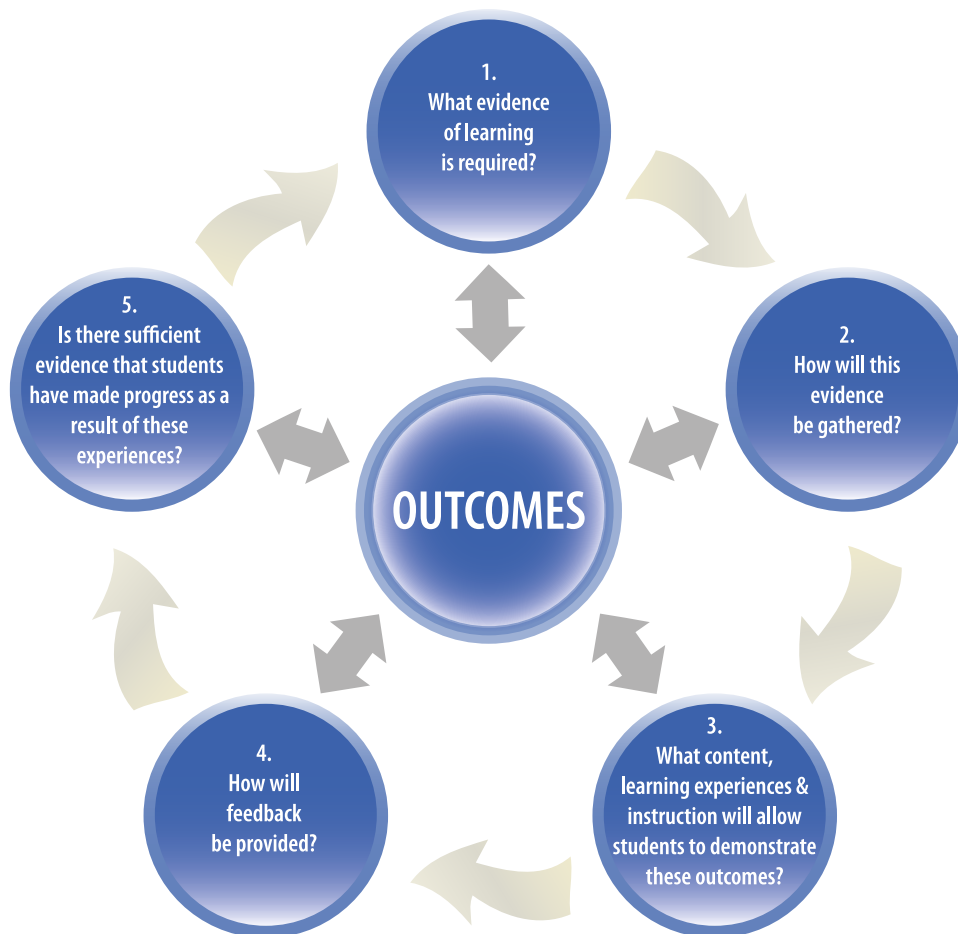 1.
What evidence
of learning
is required?
2.
How will this
evidence
be gathered?
3.
What content,
learning experiences &
instruction will allow
students to demonstrate
these outcomes?
4.
How will
feedback
be provided?
5.
Is there sufficient
evidence that students
have made progress as a
result of these
experiences?
OUTCOMES